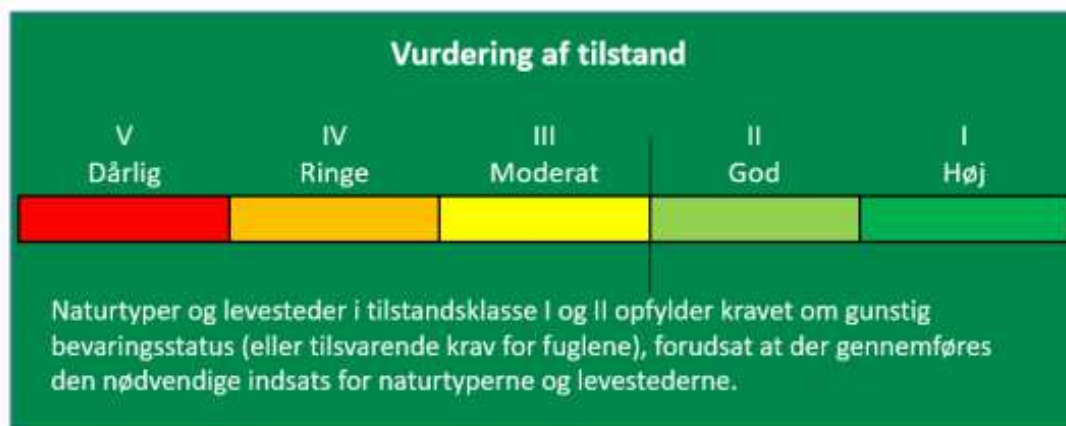 Vurdering af tilstand
V IV III II I
Dårlig Ringe Moderat God Høj
Naturtyper og levesteder i tilstandsklasse I og II opfylder kravet om gunstig
bevaringsstatus (eller tilsvarende krav for fuglene), forudsat at der gennemføres
den nødvendige indsats for naturtyperne og levestederne.